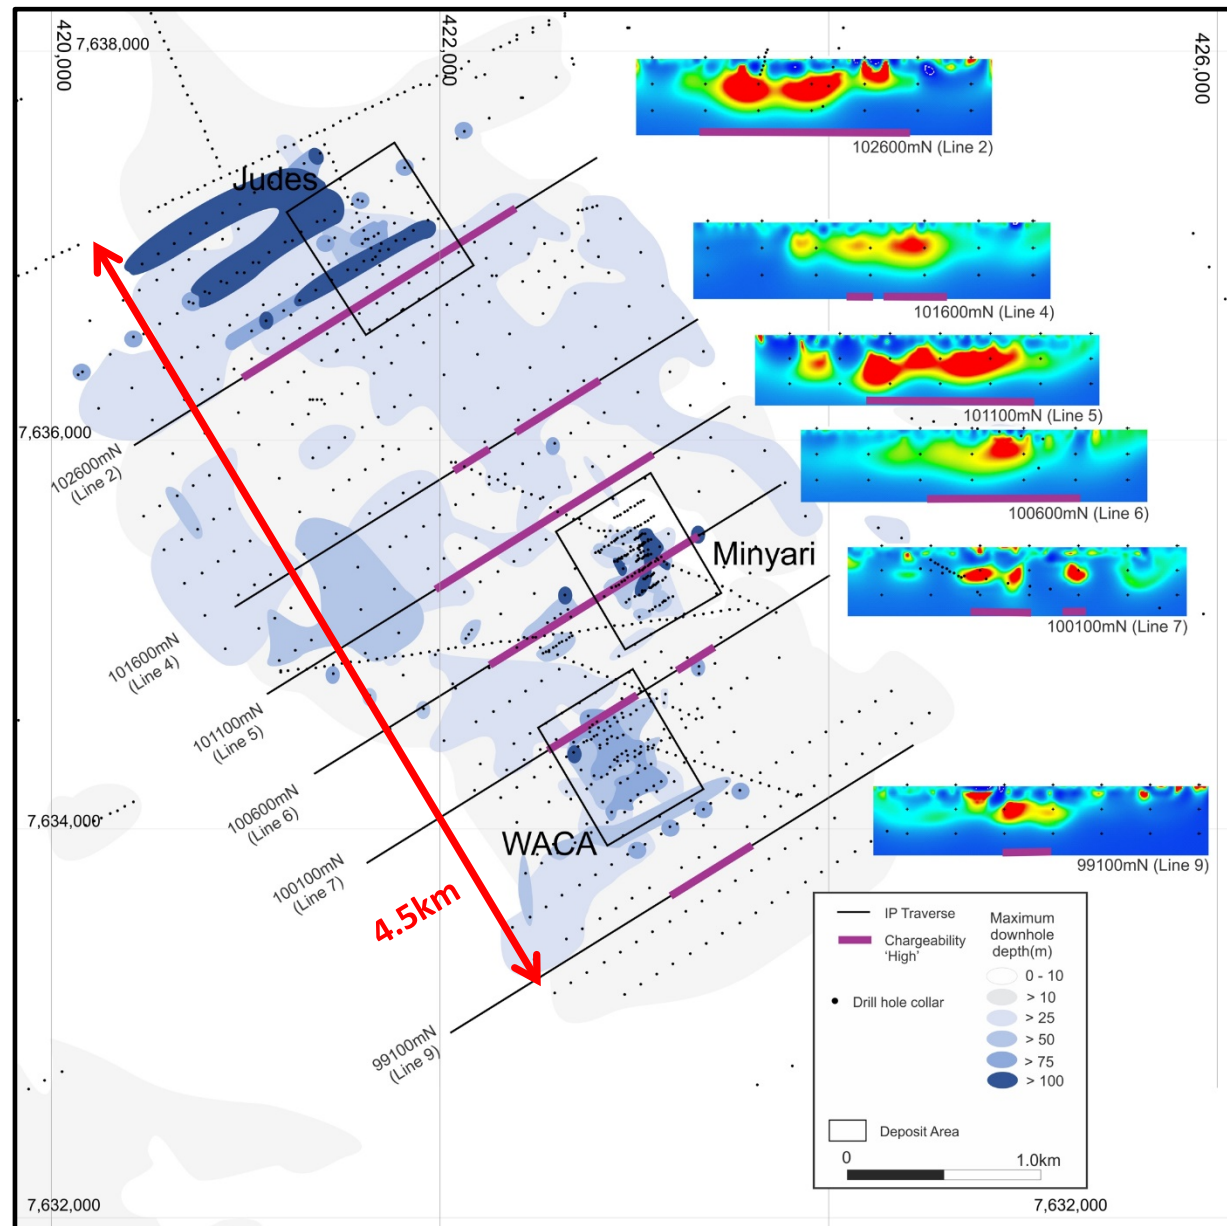 420,000
7,638,000
422,000
426,000
102600mN (Line 2)
Judes
101600mN (Line 4)
101100mN (Line 5)
7,636,000
102600mN
(Line 2)
100600mN (Line 6)
Minyari
100100mN (Line 7)
101600mN
(Line 4)
101100mN
(Line 5)
100600mN
(Line 6)
7,634,000
WACA
100100mN
(Line 7)
99100mN (Line 9)
4.5km
99100mN
(Line 9)
IP Traverse
Chargeability
'High'
Drill hole collar
Maximum
downhole
depth(m)
0 - 10
> 10
> 25
> 50
> 75
> 100
Deposit Area
0
1.0km
7,632,000
7,632,000